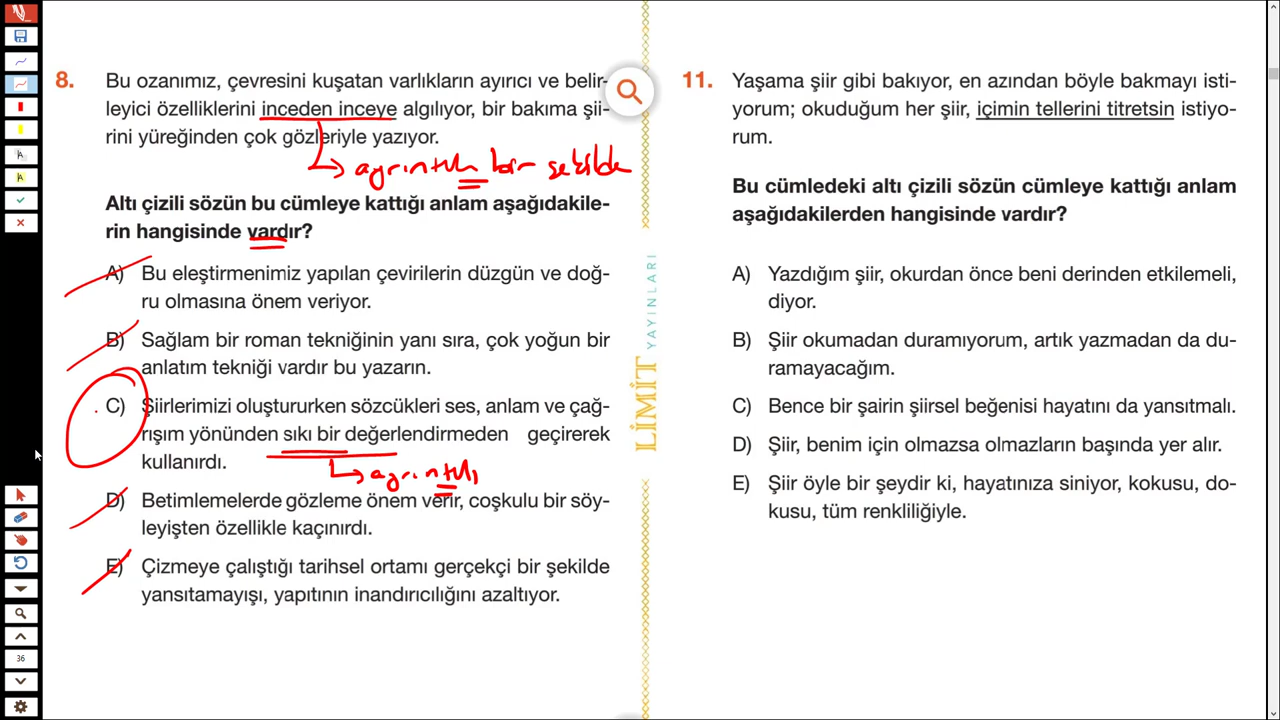 8. Bu ozanımız, çevresini kuşatan varlıkların ayırıcı ve belir-
leyici özelliklerini inceden inceye algılıyor, bir bakıma şii-
rini yüreğinden çok gözleriyle yazıyor.
ayrıntılı bir şekilde
Altı çizili sözün bu cümleye kattığı anlam aşağıdakile-
rin hangisinde vardır?
A) Bu eleştirmenimiz yapılan çevirilerin düzgün ve doğ-
ru olmasına önem veriyor.
B) Sağlam bir roman tekniğinin yanı sıra, çok yoğun bir
anlatım tekniği vardır bu yazarın.
C) Şiirlerimizi oluştururken sözcükleri ses, anlam ve çağ-
rışım yönünden sıkı bir değerlendirmeden geçirerek
kullanırdı.
ayrıntılı
D) Betimlemelerde gözleme önem verir, coşkulu bir söy-
leyişten özellikle kaçınırdı.
E) Çizmeye çalıştığı tarihsel ortamı gerçekçi bir şekilde
yansıtamayışı, yapıtının inandırıcılığını azaltıyor.
LİMİT YAYINLARI
11. Yaşama şiir gibi bakıyor, en azından böyle bakmayı isti-
yorum; okuduğum her şiir, içimin tellerini titretsin istiyo-
rum.
Bu cümledeki altı çizili sözün cümleye kattığı anlam
aşağıdakilerden hangisinde vardır?
A) Yazdığım şiir, okurdan önce beni derinden etkilemeli,
diyor.
B) Şiir okumadan duramıyorum, artık yazmadan da du-
ramayacağım.
C) Bence bir şairin şiirsel beğenisi hayatını da yansıtmalı.
D) Şiir, benim için olmazsa olmazların başında yer alır.
E) Şiir öyle bir şeydir ki, hayatınıza siniyor, kokusu, do-
kusu, tüm renkliliğiyle.
A
A
36